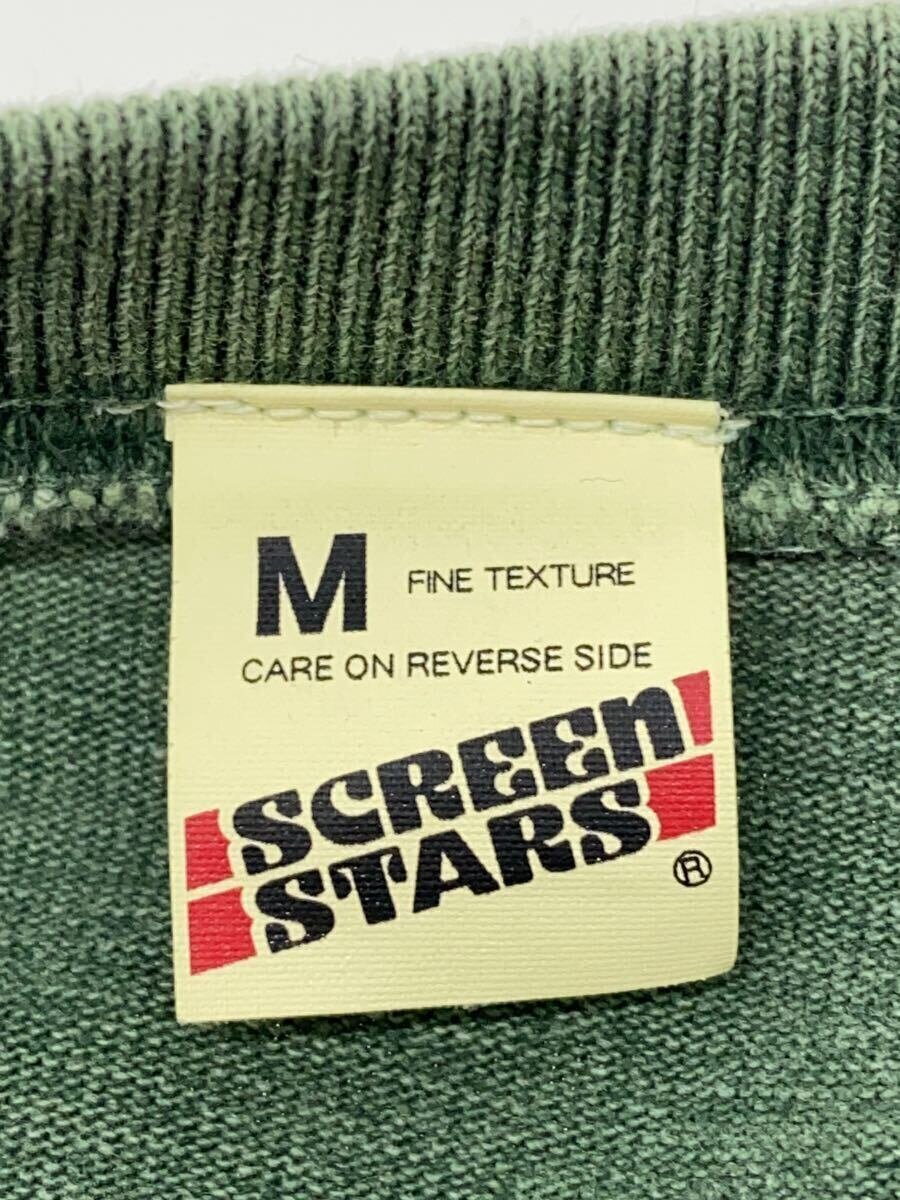 M FINE TEXTURE
CARE ON REVERSE SIDE
SCREEN
STARS
®